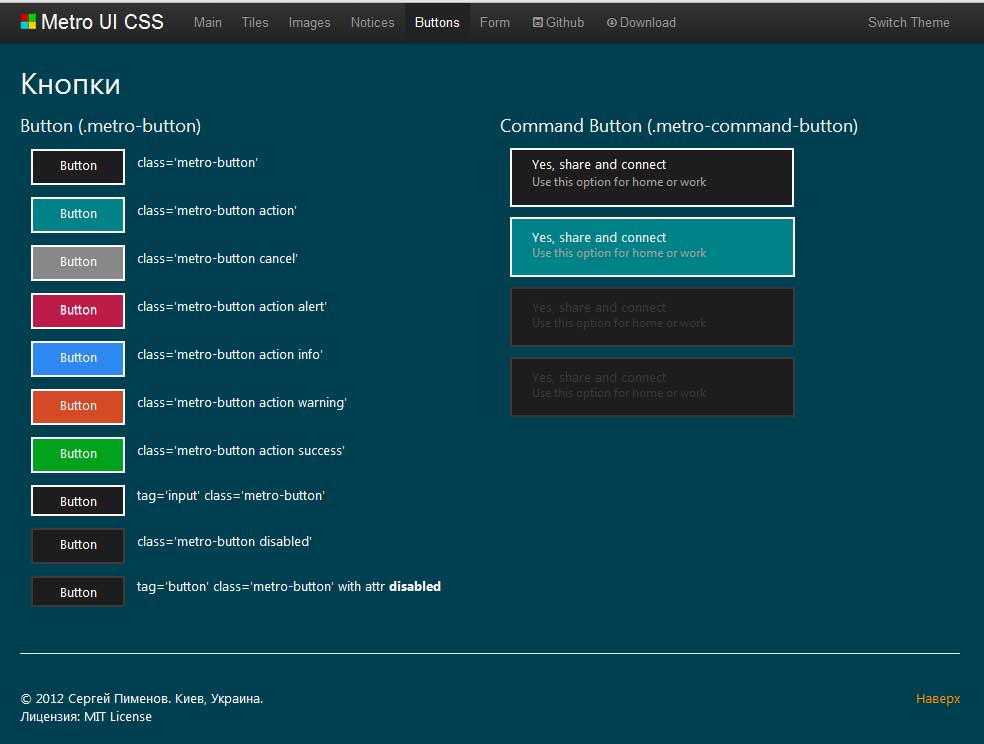 Metro UI CSS Main Tiles Images Notices Buttons Form Github Download Switch Theme
Кнопки
Button (.metro-button)
Button class='metro-button'
Button class='metro-button action'
Button class='metro-button cancel'
Button class='metro-button action alert'
Button class='metro-button action info'
Button class='metro-button action warning'
Button class='metro-button action success'
Button tag='input' class='metro-button'
Button class='metro-button disabled'
Button tag='button' class='metro-button' with attr disabled
Command Button (.metro-command-button)
Yes, share and connect
Use this option for home or work
Yes, share and connect
Use this option for home or work
Yes, share and connect
Use this option for home or work
Yes, share and connect
Use this option for home or work
© 2012 Сергей Пименов. Киев, Украина.
Лицензия: MIT License
Наверх